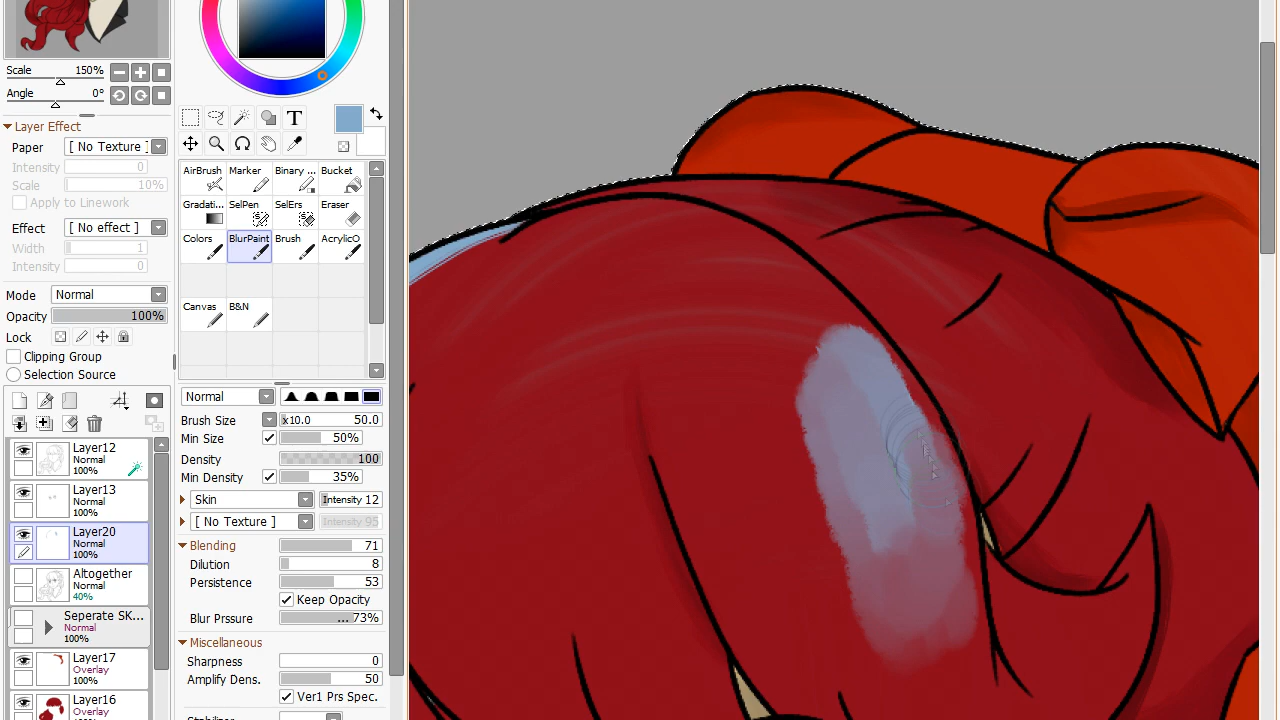 Scale 150%
Angle 0°
Layer Effect
Paper [ No Texture ]
Intensity 0
Scale 10%
Apply to Linework
Effect [ No effect ]
Width 1
Intensity 0
Mode Normal
Opacity 100%
Lock
Clipping Group
Selection Source
Layer12
Normal
100%
Layer13
Normal
100%
Layer20
Normal
100%
Altogether
Normal
40%
Seperate SK...
Normal
100%
Layer17
Overlay
100%
Layer16
Overlay
100%
T
AirBrush Marker Binary ... Bucket
Gradati... SelPen SelErs Eraser
Colors BlurPaint Brush AcrylicO
Canvas B&N
Normal
Brush Size x10.0 50.0
Min Size 50%
Density 100
Min Density 35%
Skin Intensity 12
[ No Texture ] Intensity 95
Blending 71
Dilution 8
Persistence 53
Keep Opacity
Blur Prssure ... 73%
Miscellaneous
Sharpness 0
Amplify Dens. 50
Ver1 Prs Spec.